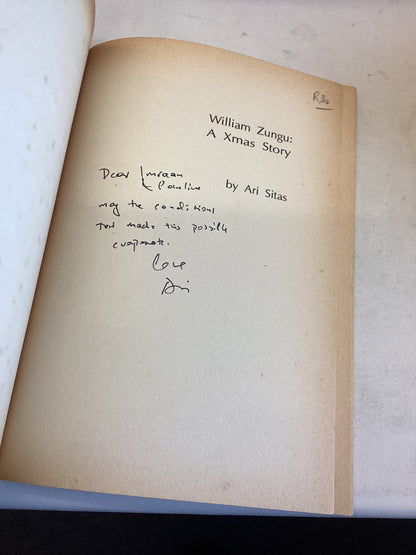 R30
William Zungu:
A Xmas Story
by Ari Sitas
Dear Imraan
& Pauline
may the conditions
that made this possible
evaporate.
Love
Ari